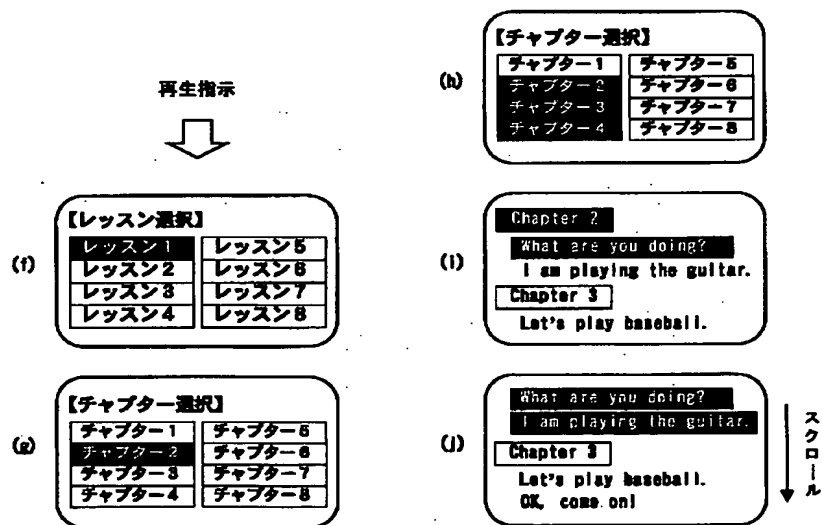 再生指示
(f)
【レッスン選択】
レッスン1 レッスン5
レッスン2 レッスン6
レッスン3 レッスン7
レッスン4 レッスン8
(g)
【チャプター選択】
チャプター1 チャプター5
チャプター2 チャプター6
チャプター3 チャプター7
チャプター4 チャプター8
(h)
【チャプター選択】
チャプター1 チャプター5
チャプター2 チャプター6
チャプター3 チャプター7
チャプター4 チャプター8
(i)
Chapter 2
What are you doing?
I am playing the guitar.
Chapter 3
Let's play baseball.
(j)
What are you doing?
I am playing the guitar.
Chapter 3
Let's play baseball.
OK, come on!
スクロール